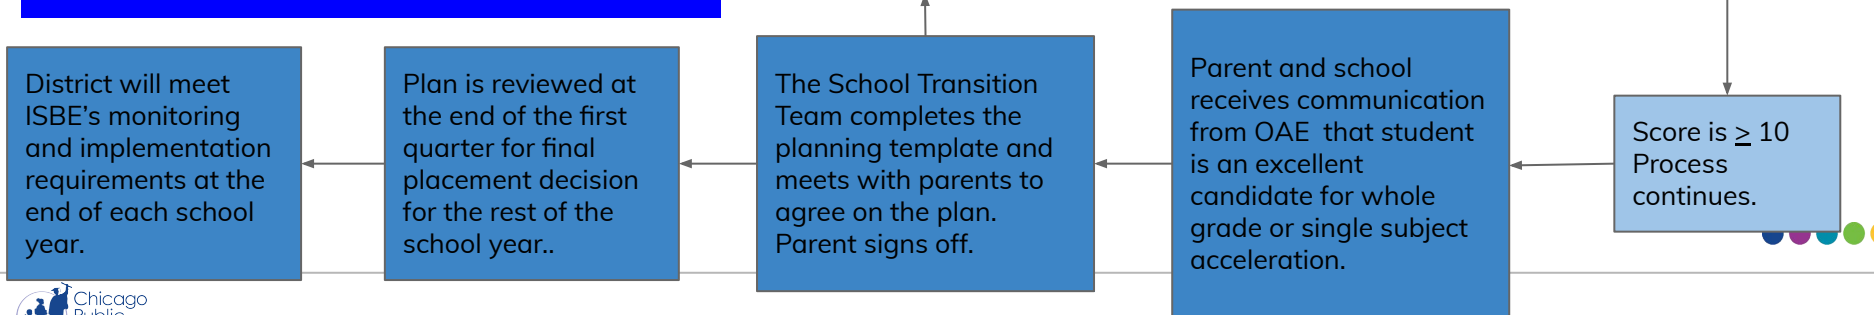 District will meet
ISBE’s monitoring
and implementation
requirements at the
end of each school
year.
Plan is reviewed at
the end of the first
quarter for final
placement decision
for the rest of the
school year..
The School Transition
Team completes the
planning template and
meets with parents to
agree on the plan.
Parent signs off.
Parent and school
receives communication
from OAE  that student
is an excellent
candidate for whole
grade or single subject
acceleration.
Score is ≥ 10
Process
continues.
Chicago
Public